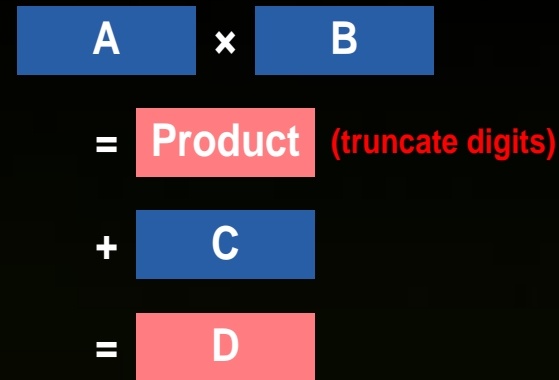 A × B
= Product (truncate digits)
+ C
= D